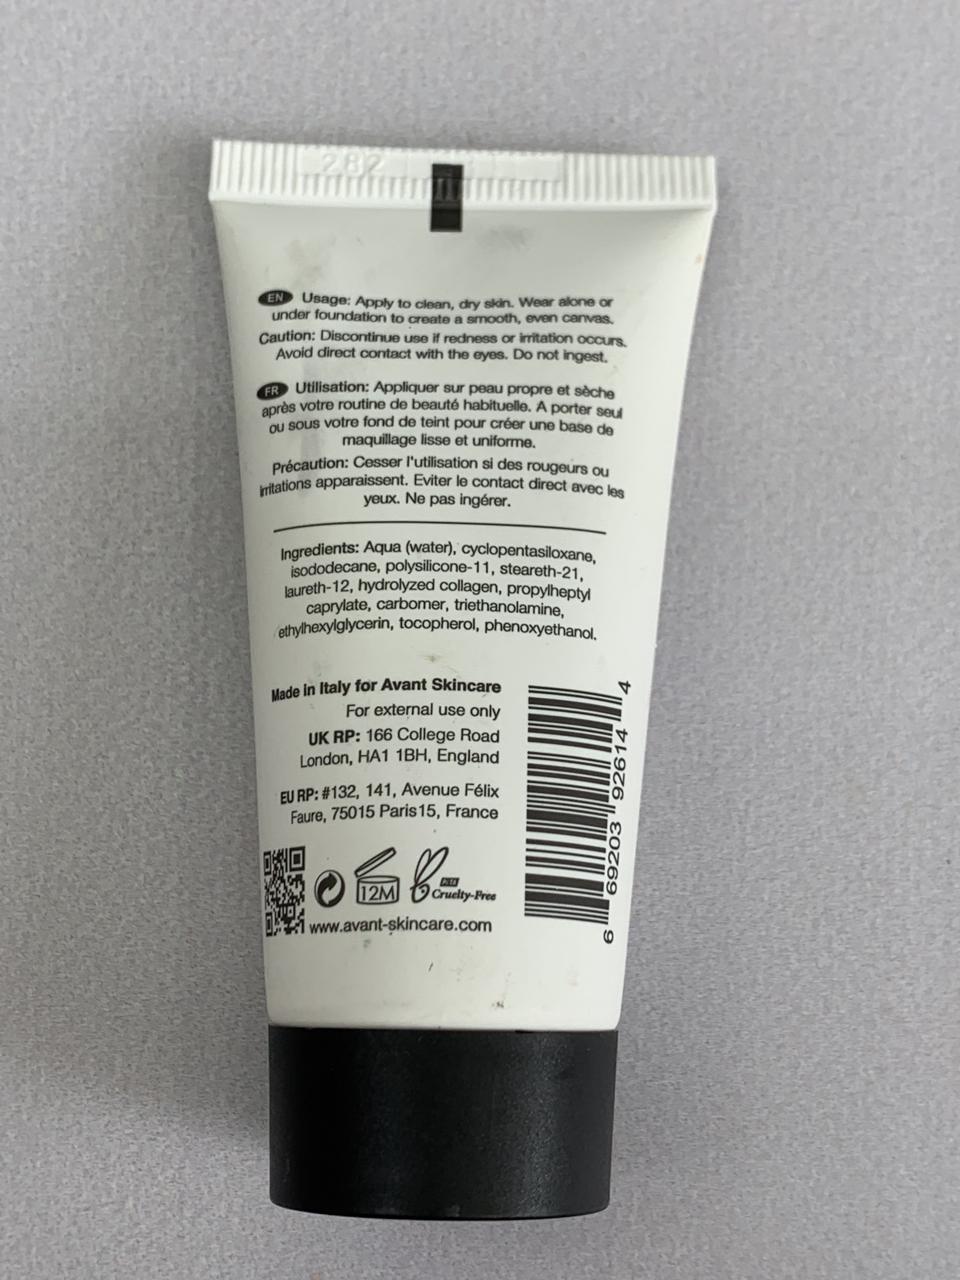 282
EN Usage: Apply to clean, dry skin. Wear alone or
under foundation to create a smooth, even canvas.
Caution: Discontinue use if redness or irritation occurs.
Avoid direct contact with the eyes. Do not ingest.
FR Utilisation: Appliquer sur peau propre et sèche
après votre routine de beauté habituelle. A porter seul
ou sous votre fond de teint pour créer une base de
maquillage lisse et uniforme.
Précaution: Cesser l'utilisation si des rougeurs ou
irritations apparaissent. Eviter le contact direct avec les
yeux. Ne pas ingérer.
Ingredients: Aqua (water), cyclopentasiloxane,
isododecane, polysilicone-11, steareth-21,
laureth-12, hydrolyzed collagen, propylheptyl
caprylate, carbomer, triethanolamine,
ethylhexylglycerin, tocopherol, phenoxyethanol.
Made in Italy for Avant Skincare
For external use only
UK RP: 166 College Road
London, HA1 1BH, England
EU RP: #132, 141, Avenue Félix
Faure, 75015 Paris15, France
12M
PETA
Cruelty-Free
www.avant-skincare.com
6 69203 92614 4